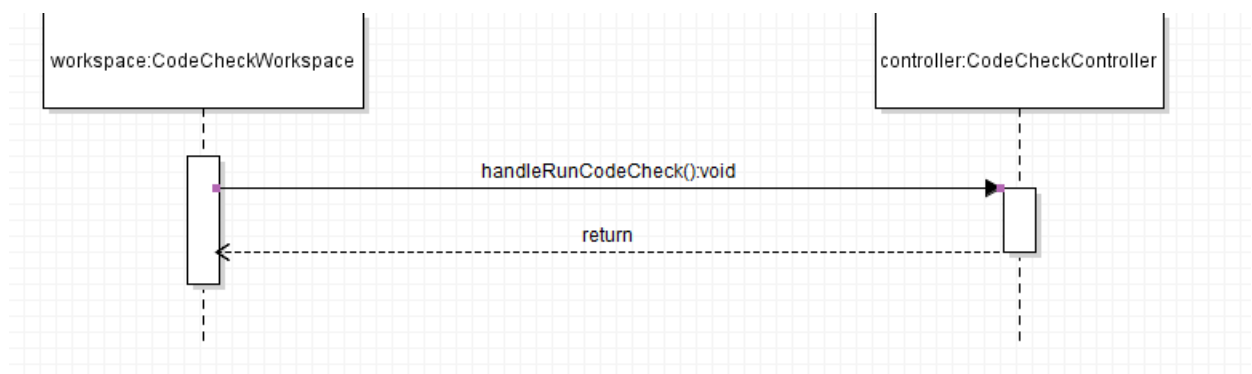 workspace:CodeCheckWorkspace
controller:CodeCheckController
handleRunCodeCheck():void
return